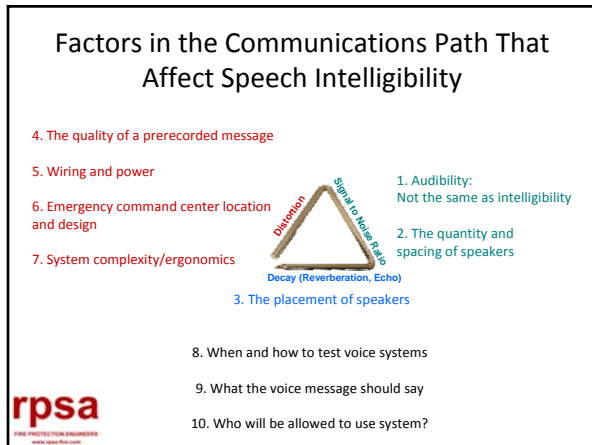 Factors in the Communications Path That
Affect Speech Intelligibility
4. The quality of a prerecorded message
5. Wiring and power
6. Emergency command center location
and design
7. System complexity/ergonomics
Distortion
Signal to Noise Ratio
Decay (Reverberation, Echo)
1. Audibility:
Not the same as intelligibility
2. The quantity and
spacing of speakers
3. The placement of speakers
8. When and how to test voice systems
9. What the voice message should say
10. Who will be allowed to use system?
rpsa
FIRE PROTECTION ENGINEERS
www.rpsa-fire.com